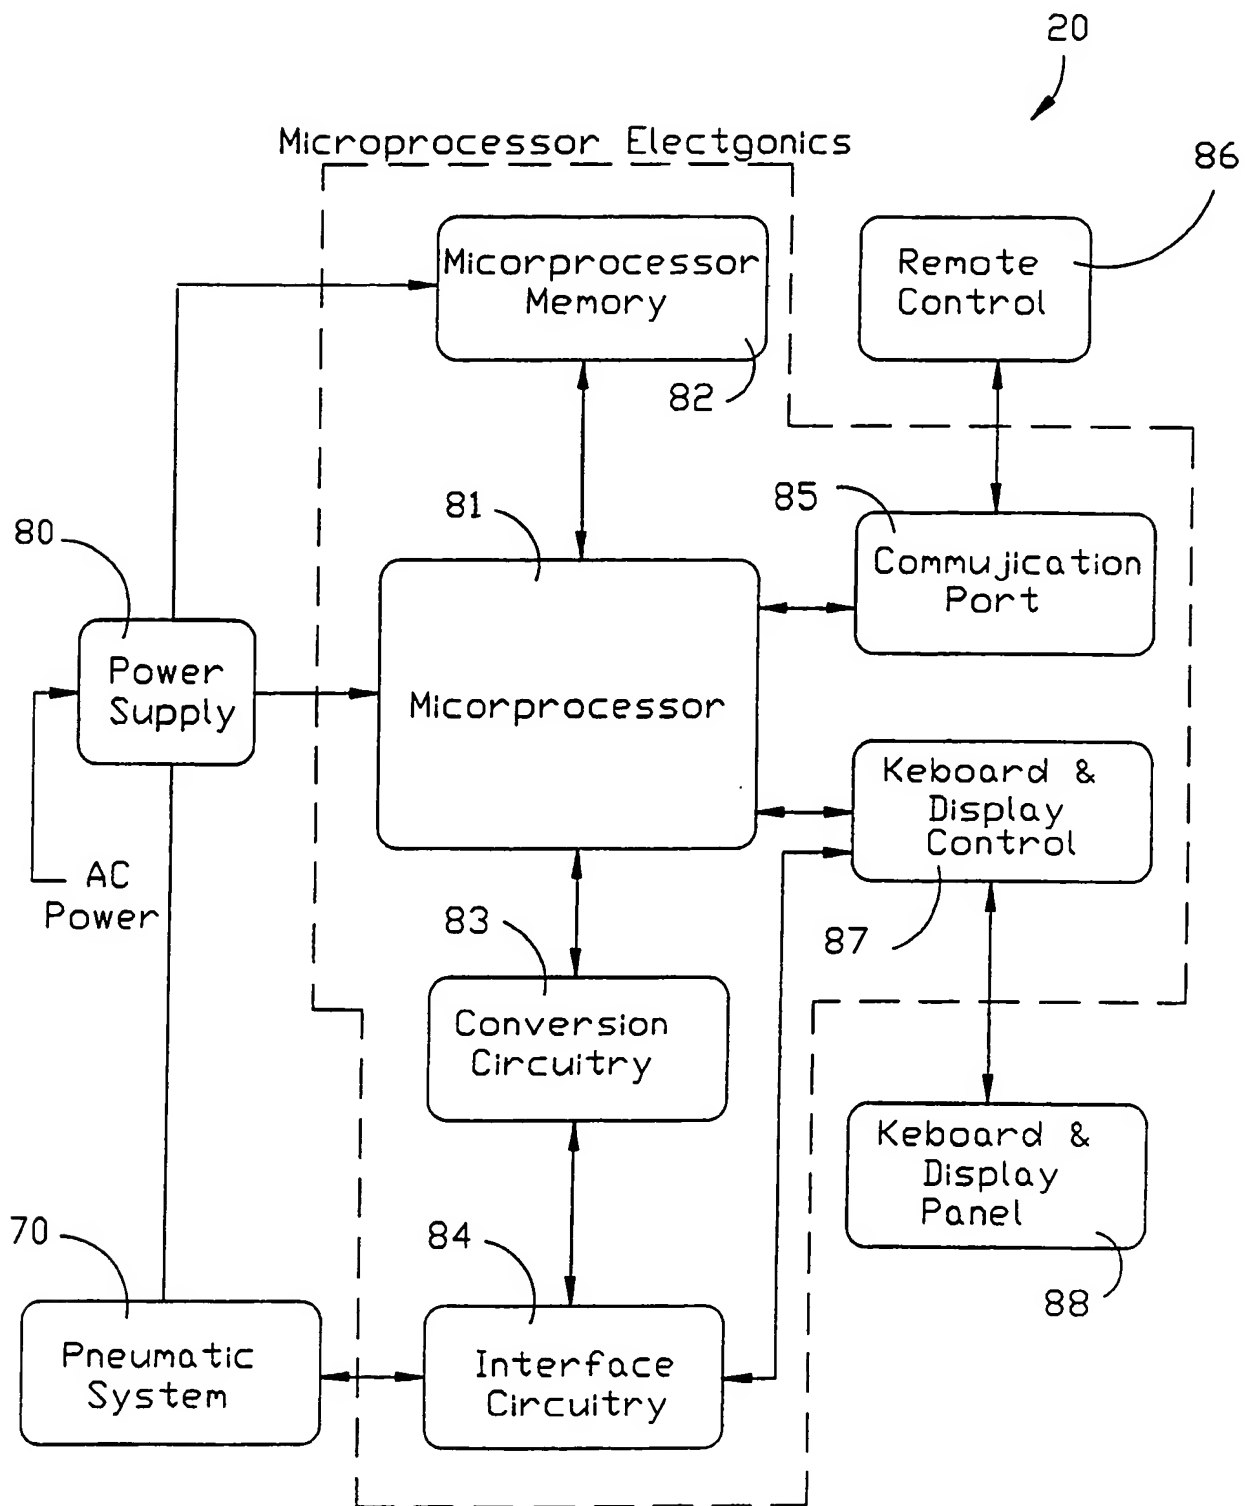 20
Microprocessor Electgonics
86
Micorprocessor
Memory
82
Remote
Control
81
85
80
Commujication
Port
Power
Supply
Micorprocessor
Keboard &
Display
Control
AC
Power
83
87
Conversion
Circuitry
Keboard &
Display
Panel
70
84
88
Pneumatic
System
Interface
Circuitry